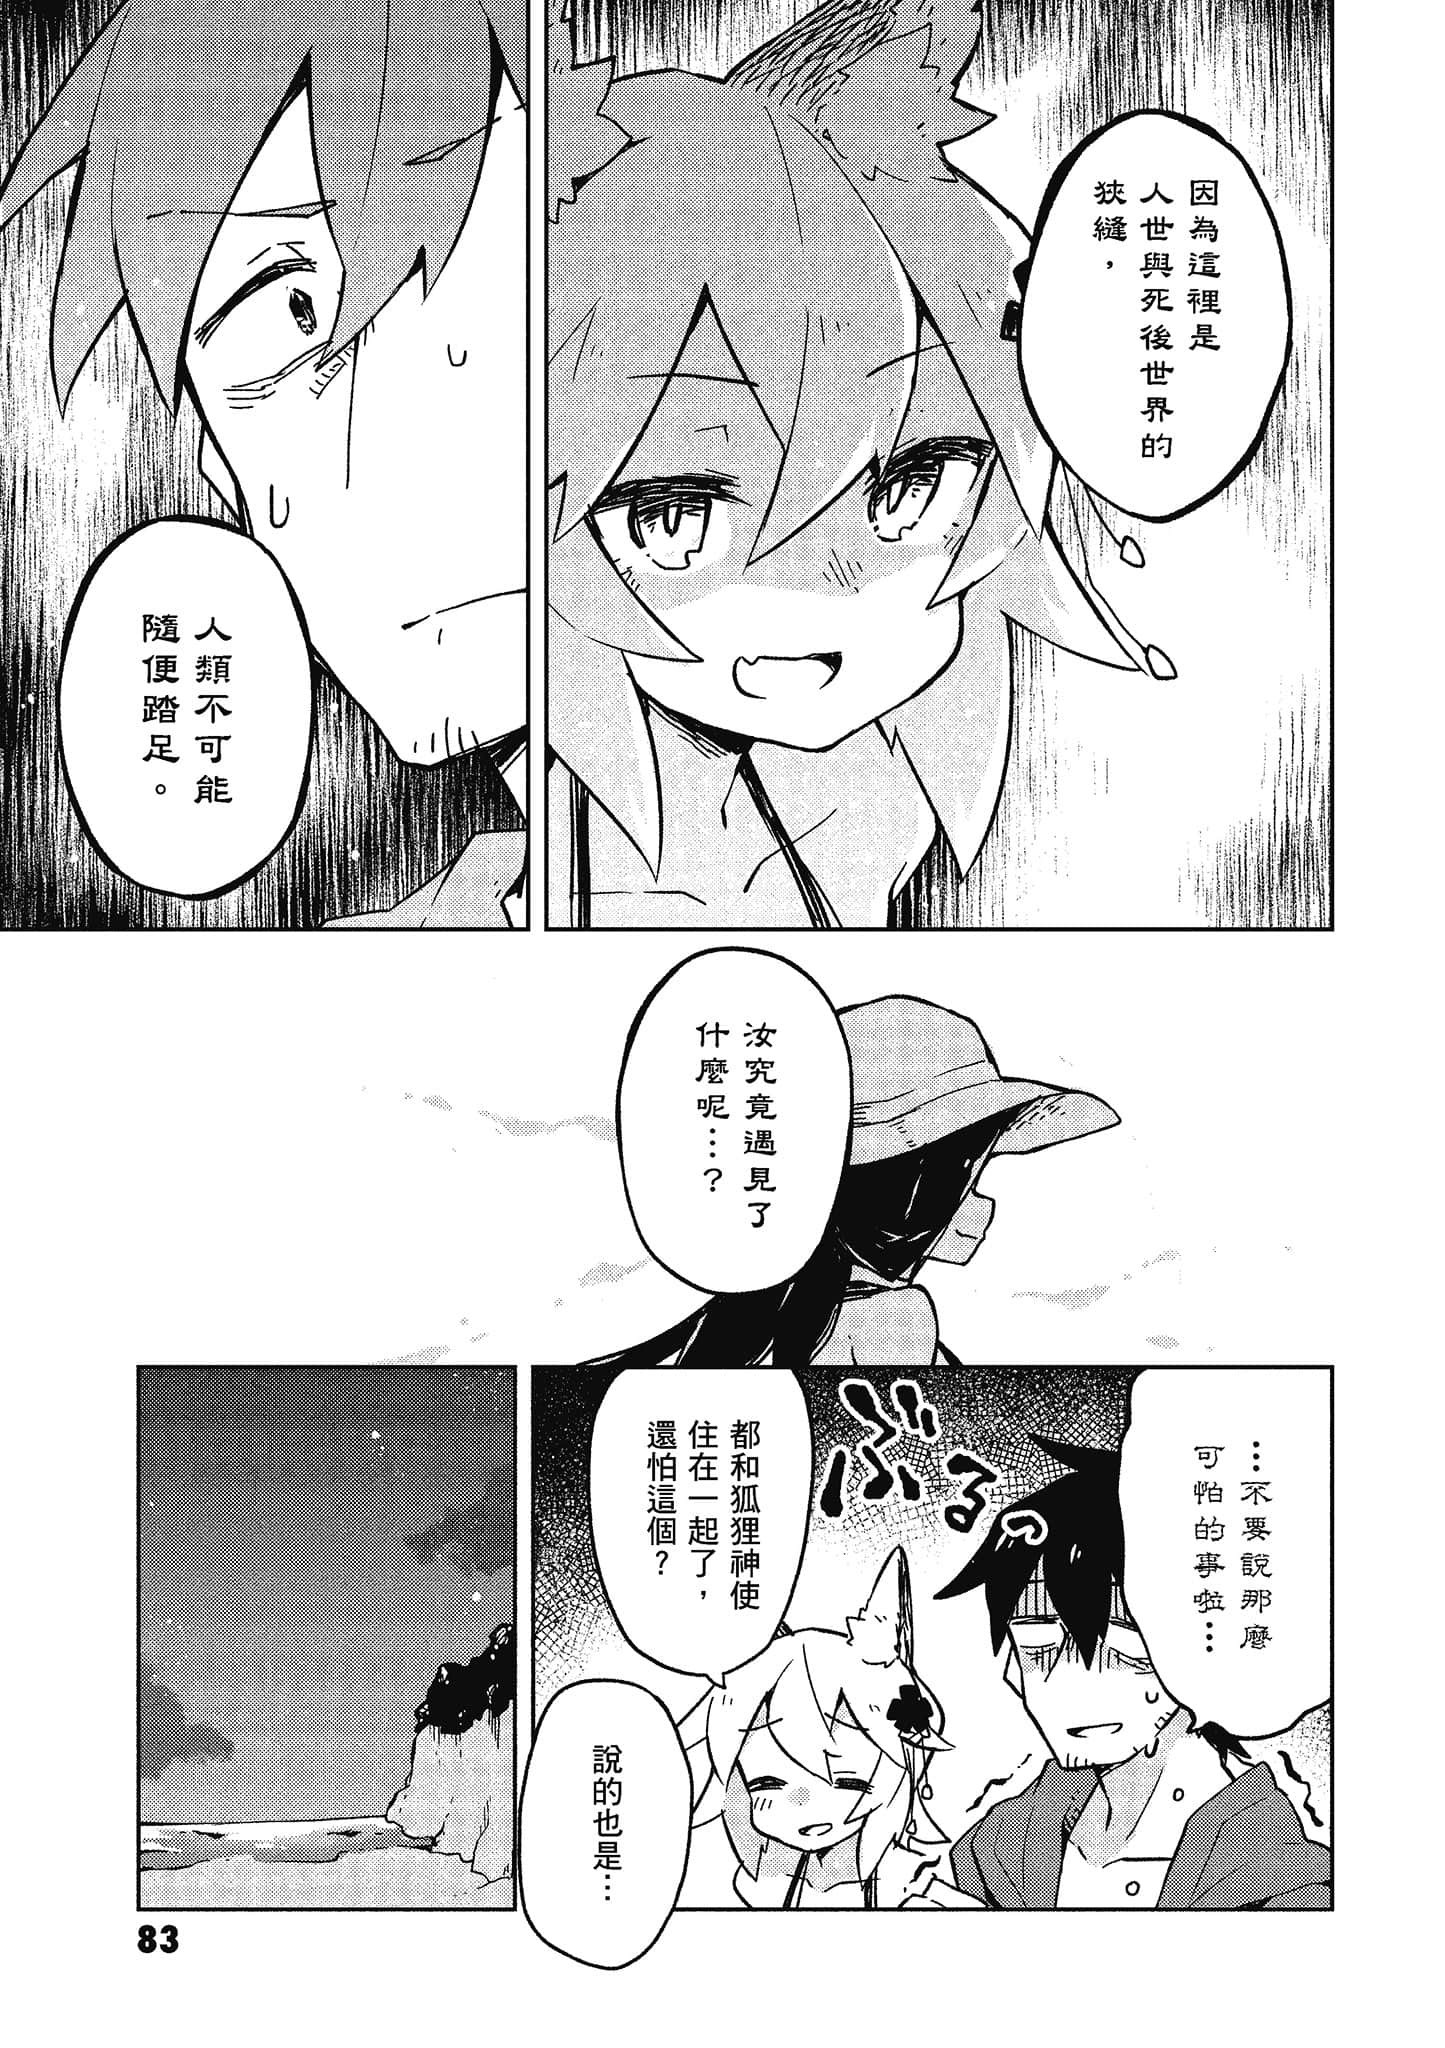 因為這裡是
人世與死後世界的
狹縫，
人類不可能
隨便踏足。
汝究竟遇見了
什麼呢…？
…不要說那麼
可怕的事啦…
ぶるっ
都和狐狸神使
住在一起了，
還怕這個？
說的也是…
83